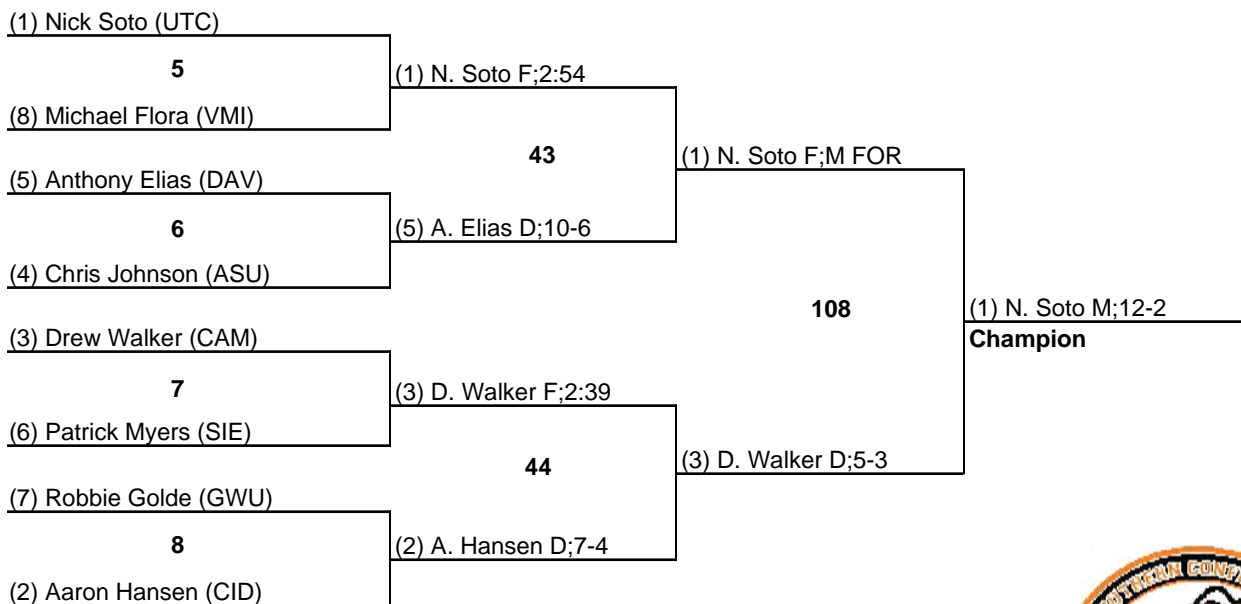 (1) Nick Soto (UTC)
5
(8) Michael Flora (VMI)
(1) N. Soto F;2:54
43
(5) Anthony Elias (DAV)
6
(4) Chris Johnson (ASU)
(5) A. Elias D;10-6
(1) N. Soto F;M FOR
108
(1) N. Soto M;12-2
Champion
(3) Drew Walker (CAM)
7
(6) Patrick Myers (SIE)
(3) D. Walker F;2:39
44
(3) D. Walker D;5-3
(7) Robbie Golde (GWU)
8
(2) Aaron Hansen (CID)
(2) A. Hansen D;7-4